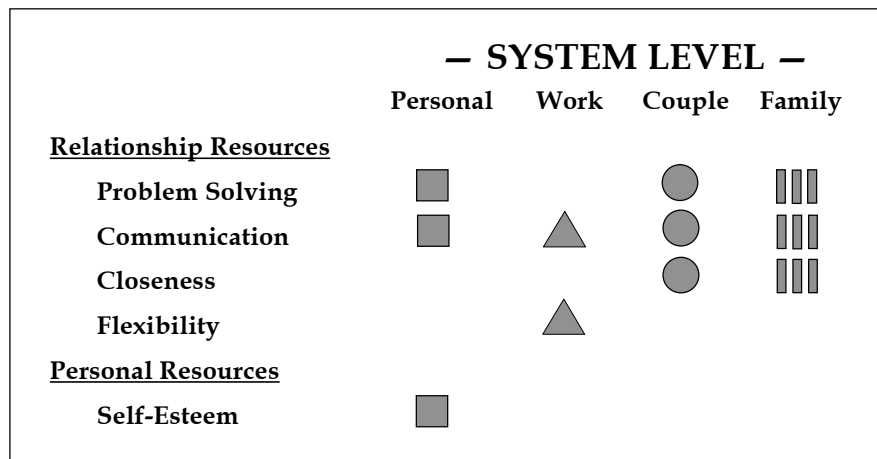 — SYSTEM LEVEL —
Personal Work Couple Family
Relationship Resources
Problem Solving
Communication
Closeness
Flexibility
Personal Resources
Self-Esteem